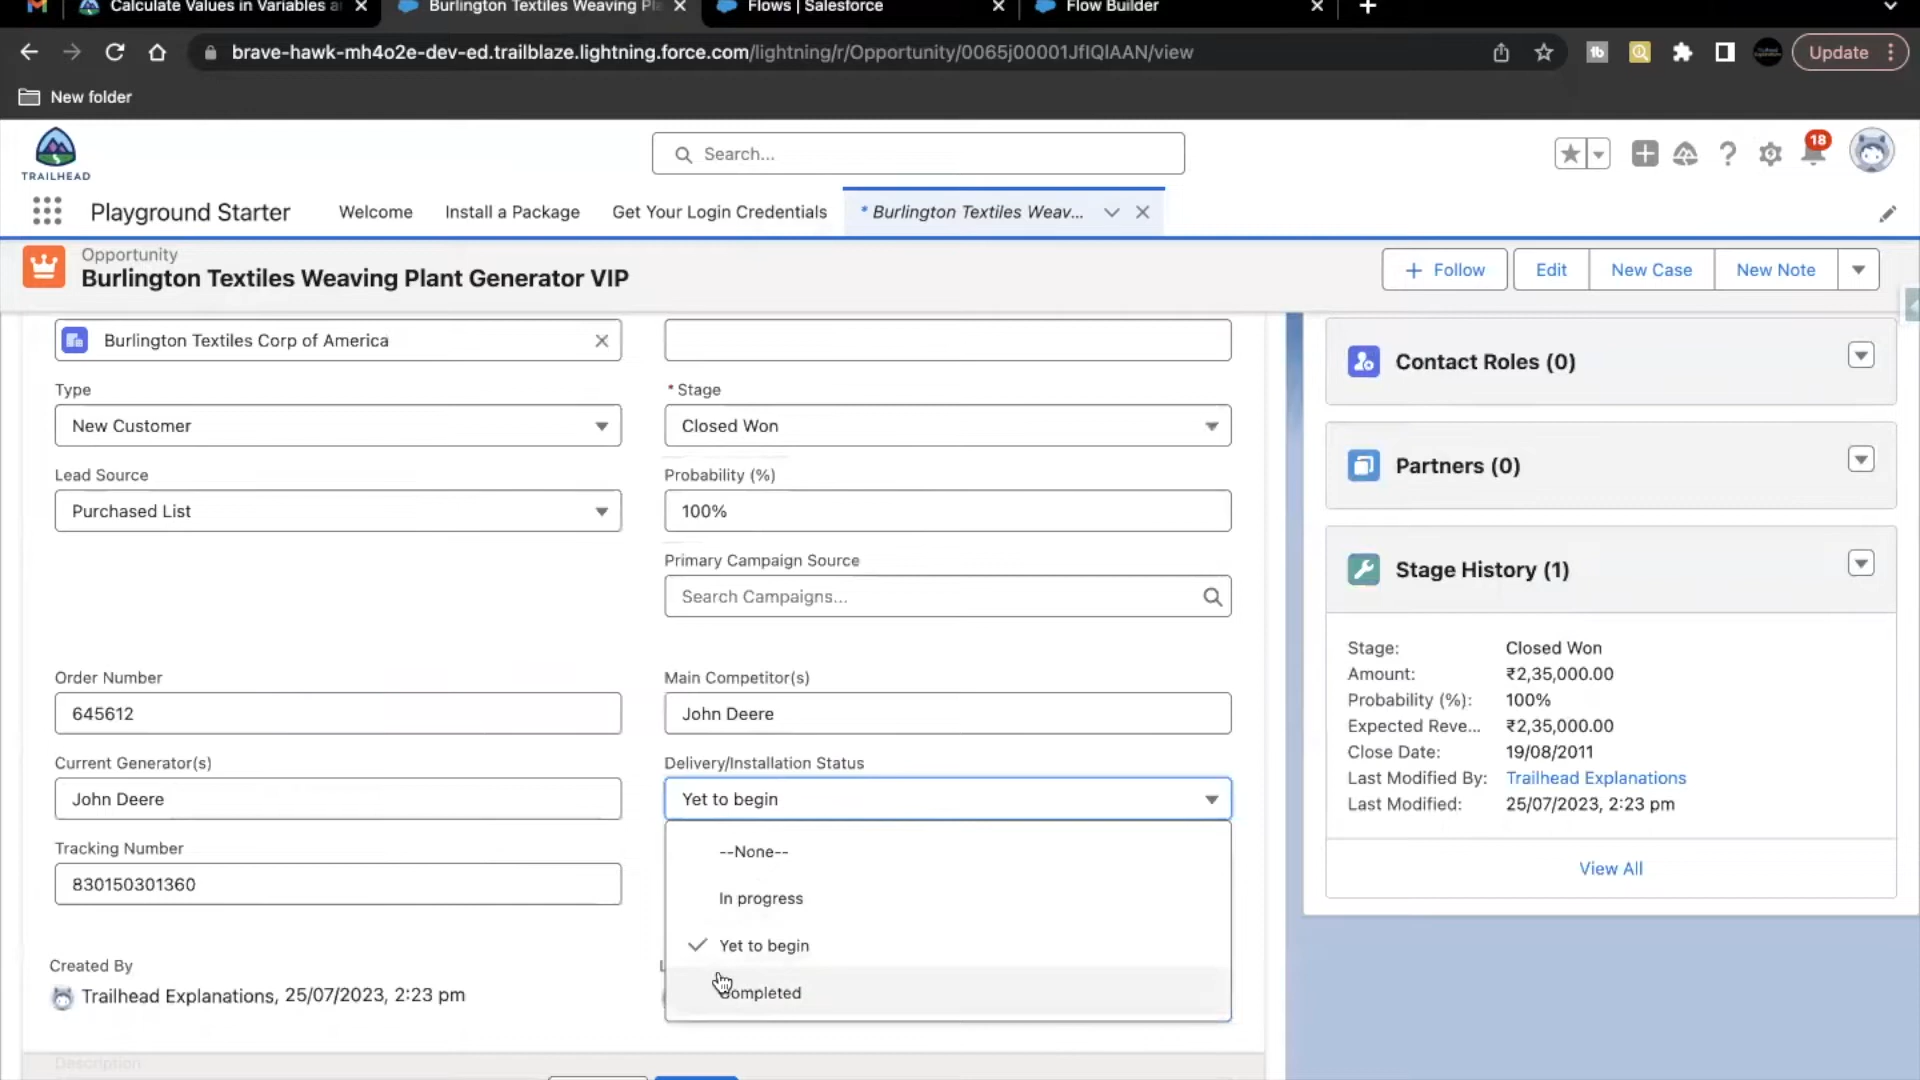 Calculate Values in Variables a
Burlington Textiles Weaving Pla
Flows | Salesforce
Flow Builder
brave-hawk-mh4o2e-dev-ed.trailblaze.lightning.force.com/lightning/r/Opportunity/0065j00001JfIQIAAN/view
Update
New folder
TRAILHEAD
Search...
18
Playground Starter
Welcome
Install a Package
Get Your Login Credentials
* Burlington Textiles Weav...
Opportunity
Burlington Textiles Weaving Plant Generator VIP
Follow
Edit
New Case
New Note
Burlington Textiles Corp of America
Type
New Customer
* Stage
Closed Won
Lead Source
Purchased List
Probability (%)
100%
Primary Campaign Source
Search Campaigns...
Order Number
645612
Main Competitor(s)
John Deere
Current Generator(s)
John Deere
Delivery/Installation Status
Yet to begin
--None--
In progress
Yet to begin
Completed
Tracking Number
830150301360
Created By
Trailhead Explanations, 25/07/2023, 2:23 pm
Description
Contact Roles (0)
Partners (0)
Stage History (1)
Stage: Closed Won
Amount: ₹2,35,000.00
Probability (%): 100%
Expected Reve... ₹2,35,000.00
Close Date: 19/08/2011
Last Modified By: Trailhead Explanations
Last Modified: 25/07/2023, 2:23 pm
View All